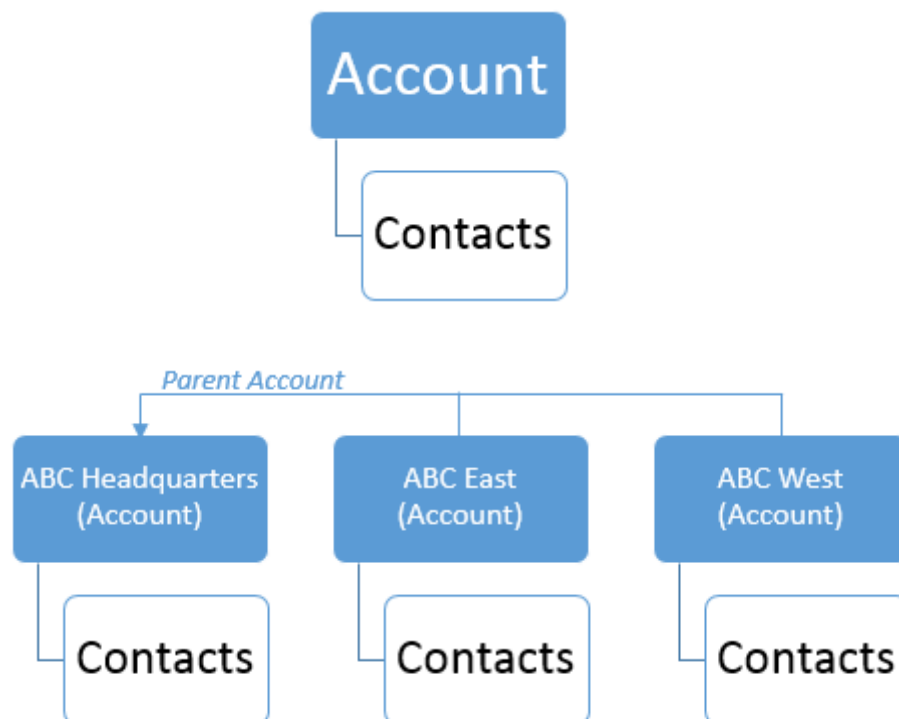 Account
Contacts
Parent Account
ABC Headquarters
(Account)
ABC East
(Account)
ABC West
(Account)
Contacts
Contacts
Contacts